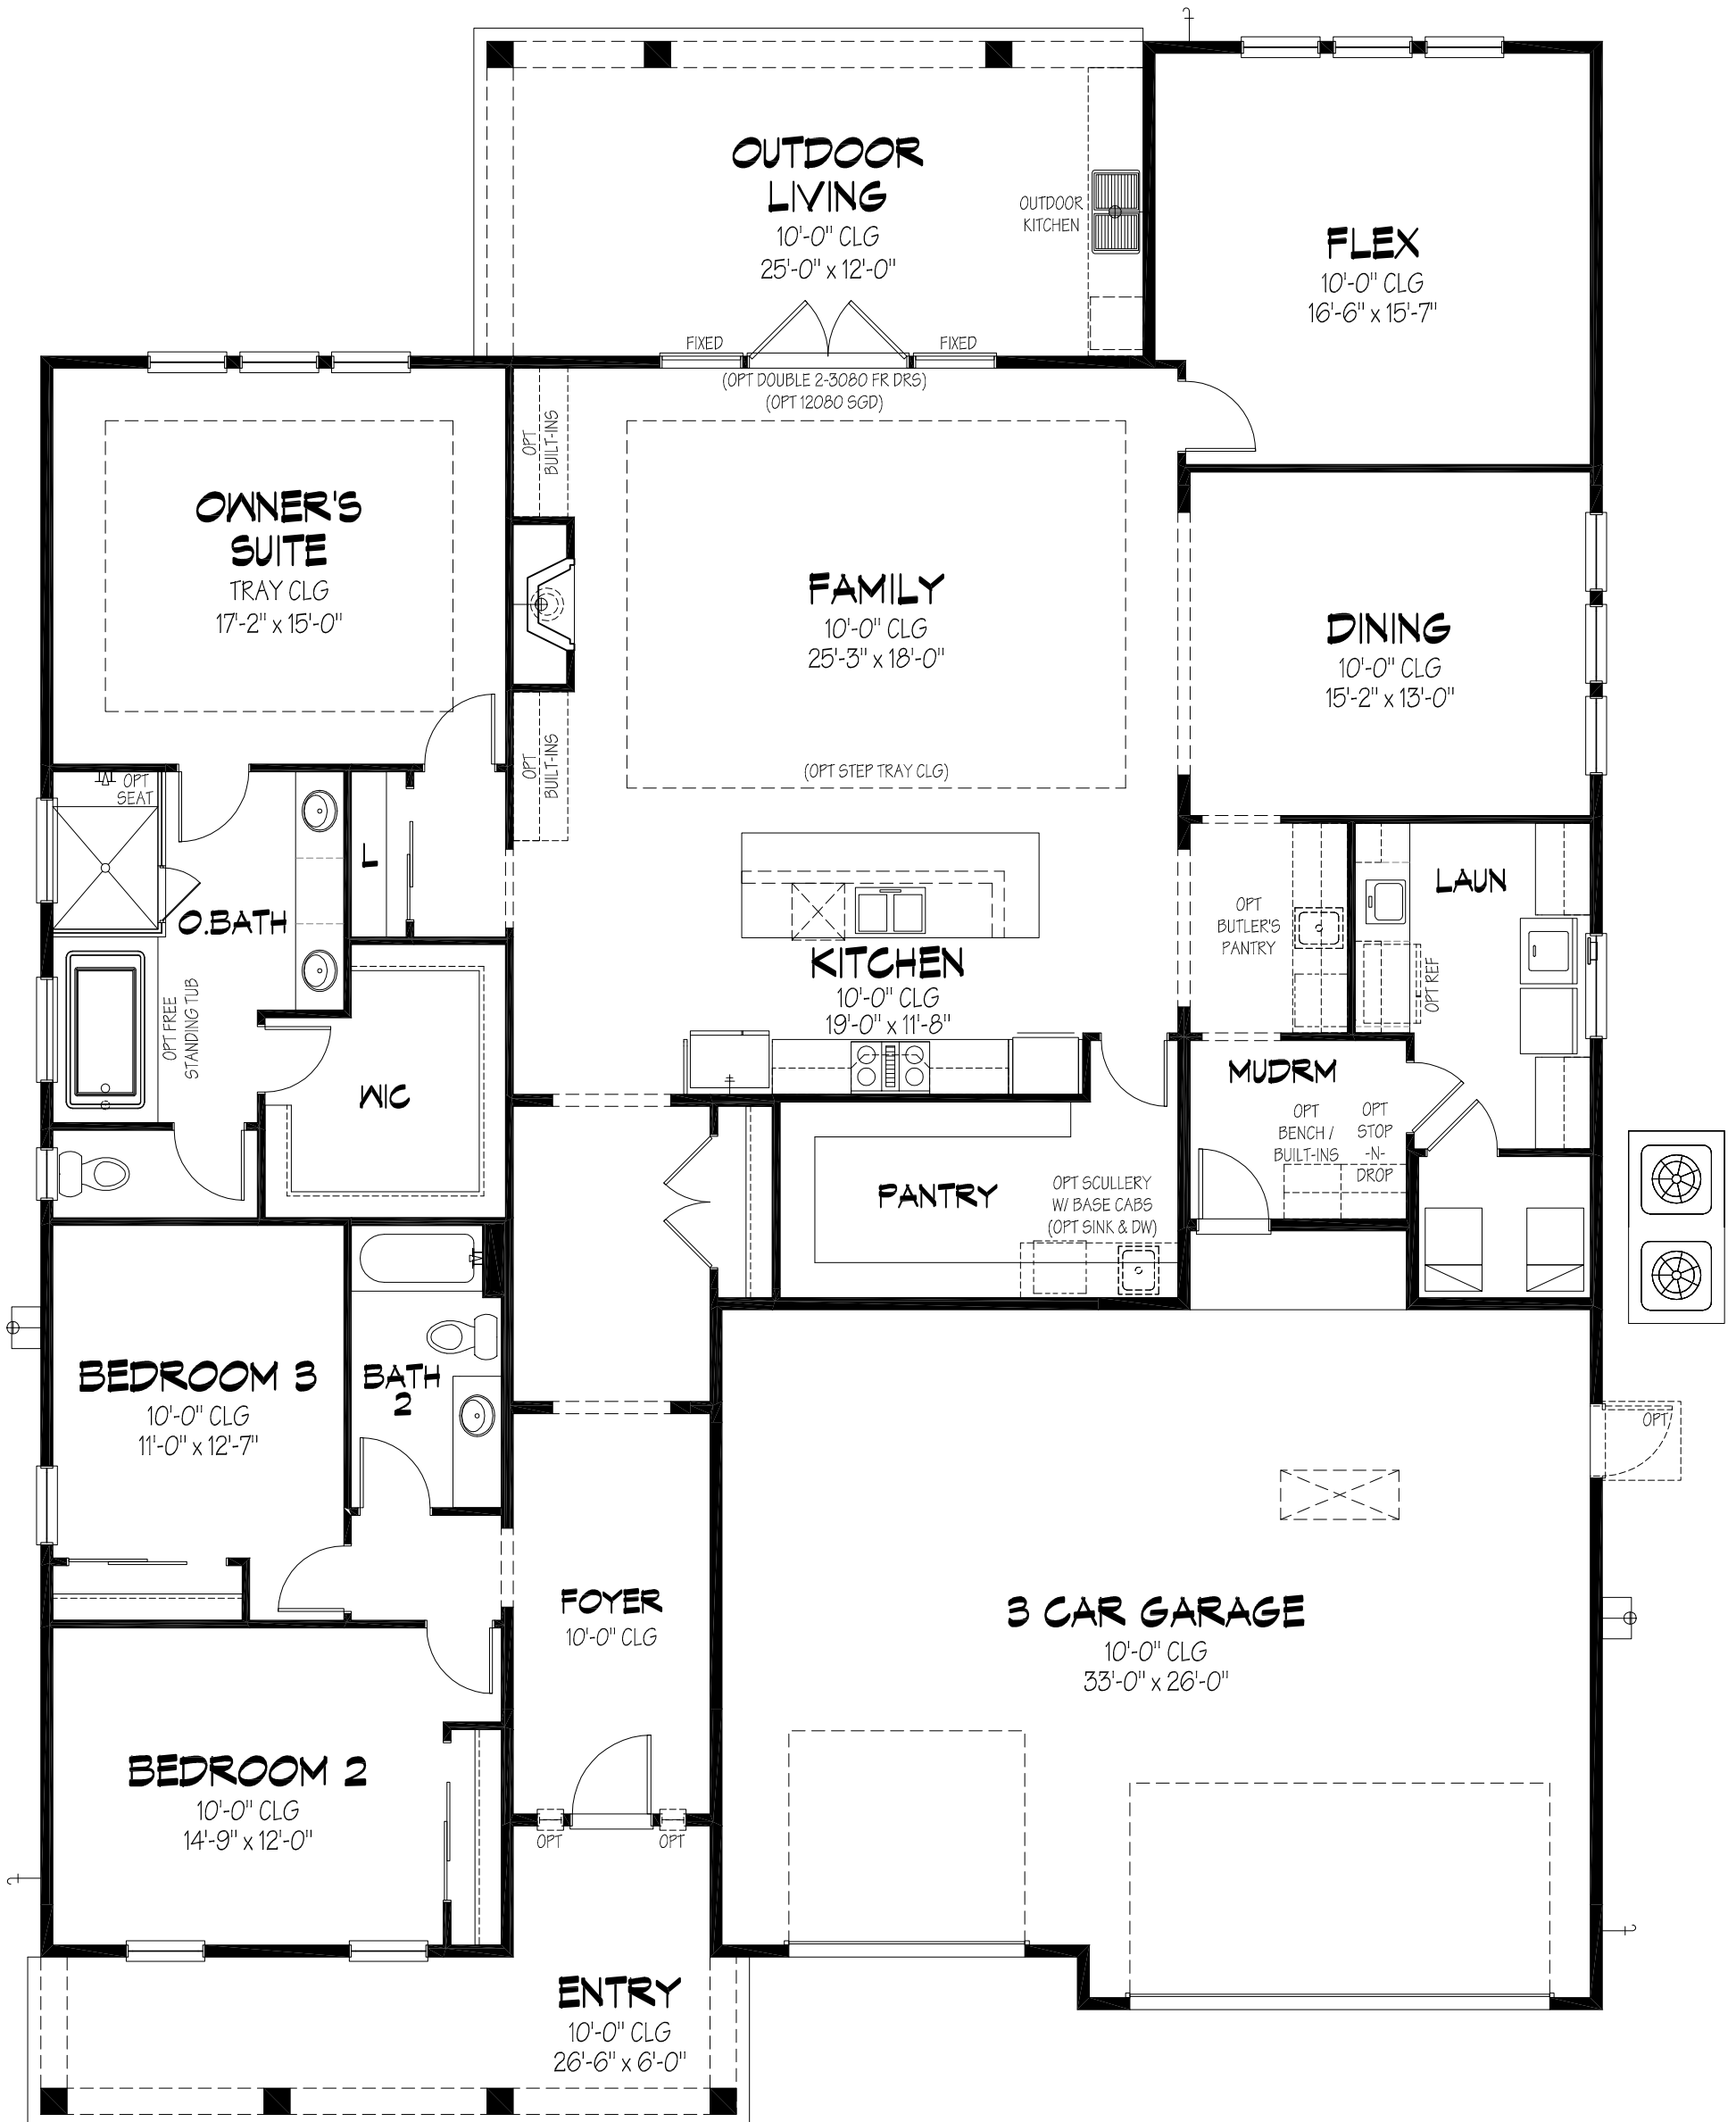 OUTDOOR
LIVING
10'-0" CLG
25'-0" x 12'-0"
OUTDOOR
KITCHEN
FLEX
10'-0" CLG
16'-6" x 15'-7"
FIXED
FIXED
(OPT DOUBLE 2-3080 FR DRS)
(OPT 12080 SGD)
OPT
BUILT-INS
OWNER'S
SUITE
TRAY CLG
17'-2" x 15'-0"
FAMILY
10'-0" CLG
25'-3" x 18'-0"
(OPT STEP TRAY CLG)
DINING
10'-0" CLG
15'-2" x 13'-0"
OPT
BUILT-INS
OPT
SEAT
L
O.BATH
OPT FREE
STANDING TUB
WIC
KITCHEN
10'-0" CLG
19'-0" x 11'-8"
OPT
BUTLER'S
PANTRY
LAUN
OPT REF
MUDRM
OPT
BENCH /
BUILT-INS
OPT
STOP
-N-
DROP
PANTRY
OPT SCULLERY
W/ BASE CABS
(OPT SINK & DW)
BEDROOM 3
10'-0" CLG
11'-0" x 12'-7"
BATH
2
OPT
FOYER
10'-0" CLG
3 CAR GARAGE
10'-0" CLG
33'-0" x 26'-0"
BEDROOM 2
10'-0" CLG
14'-9" x 12'-0"
OPT
OPT
ENTRY
10'-0" CLG
26'-6" x 6'-0"